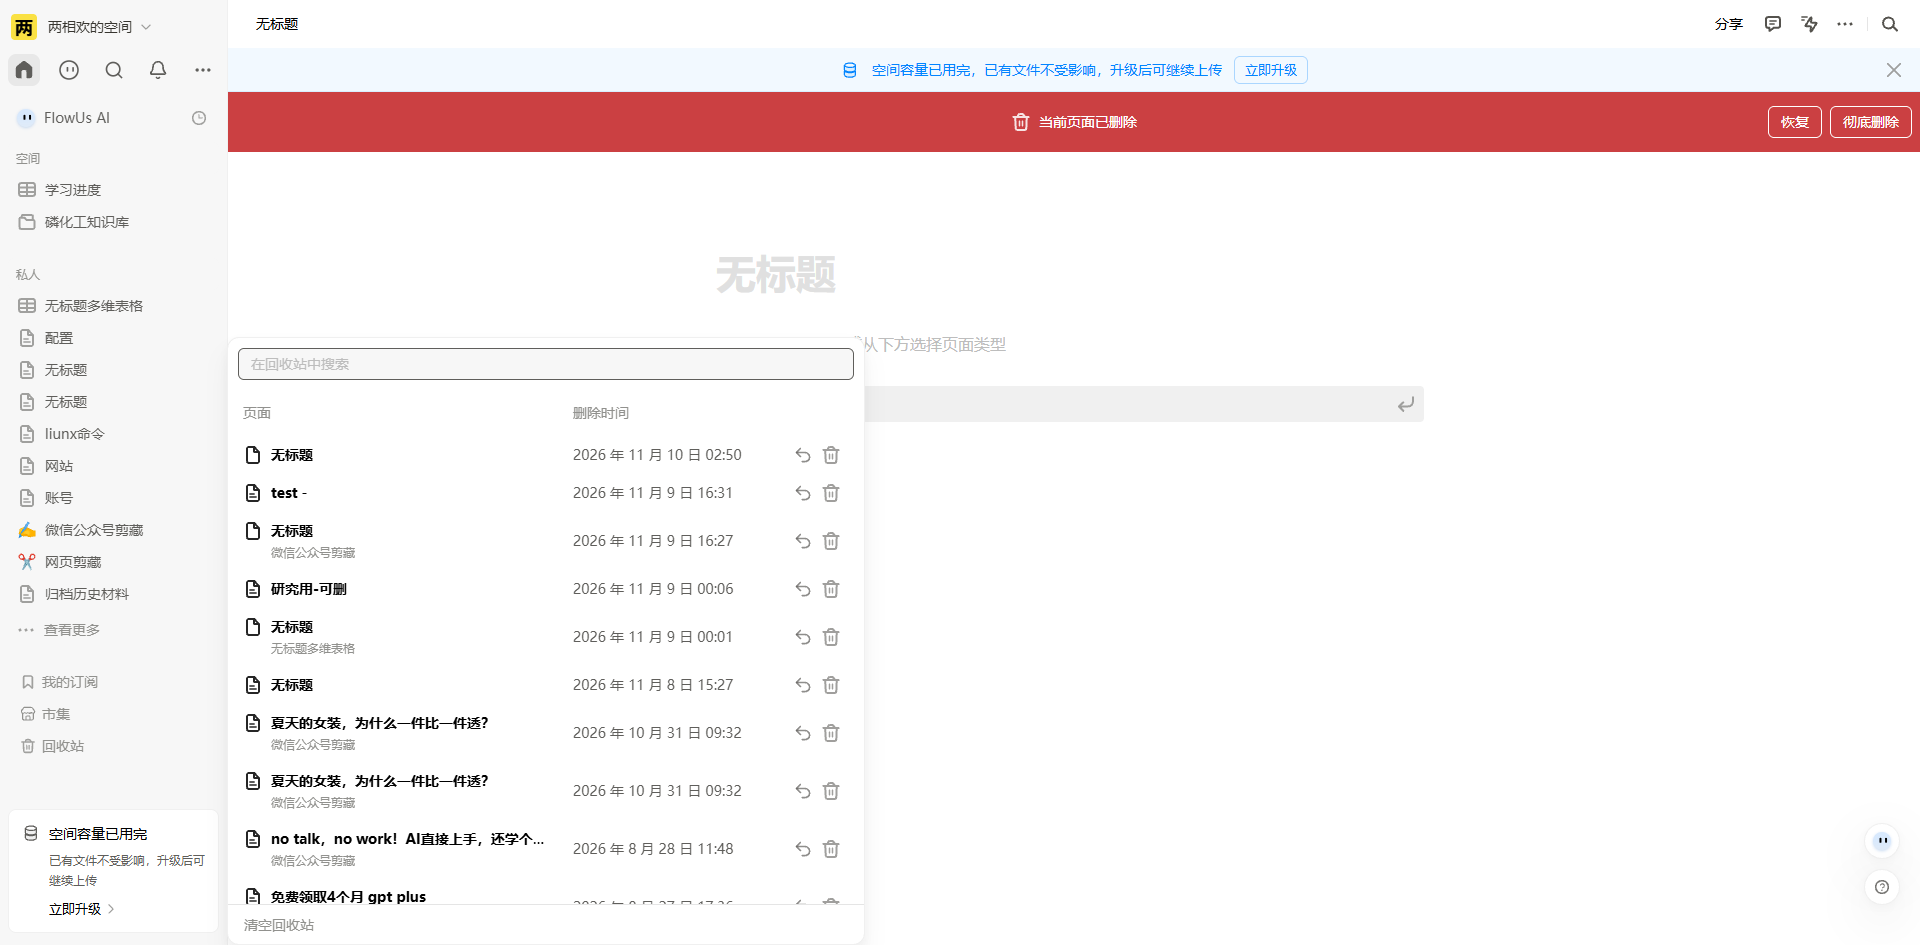 两 两相欢的空间
FlowUs AI
空间
学习进度
磷化工知识库
私人
无标题多维表格
配置
无标题
无标题
liunx命令
网站
账号
微信公众号剪藏
网页剪藏
归档历史材料
查看更多
我的订阅
市集
回收站
空间容量已用完
已有文件不受影响，升级后可
继续上传
立即升级
无标题
分享
空间容量已用完，已有文件不受影响，升级后可继续上传 立即升级
当前页面已删除
恢复 彻底删除
无标题
从下方选择页面类型
在回收站中搜索
页面 删除时间
无标题 2026 年 11 月 10 日 02:50
test - 2026 年 11 月 9 日 16:31
无标题
微信公众号剪藏
2026 年 11 月 9 日 16:27
研究用-可删 2026 年 11 月 9 日 00:06
无标题
无标题多维表格
2026 年 11 月 9 日 00:01
无标题 2026 年 11 月 8 日 15:27
夏天的女装，为什么一件比一件透？
微信公众号剪藏
2026 年 10 月 31 日 09:32
夏天的女装，为什么一件比一件透？
微信公众号剪藏
2026 年 10 月 31 日 09:32
no talk，no work！AI直接上手，还学个...
微信公众号剪藏
2026 年 8 月 28 日 11:48
免费领取4个月 gpt plus
清空回收站